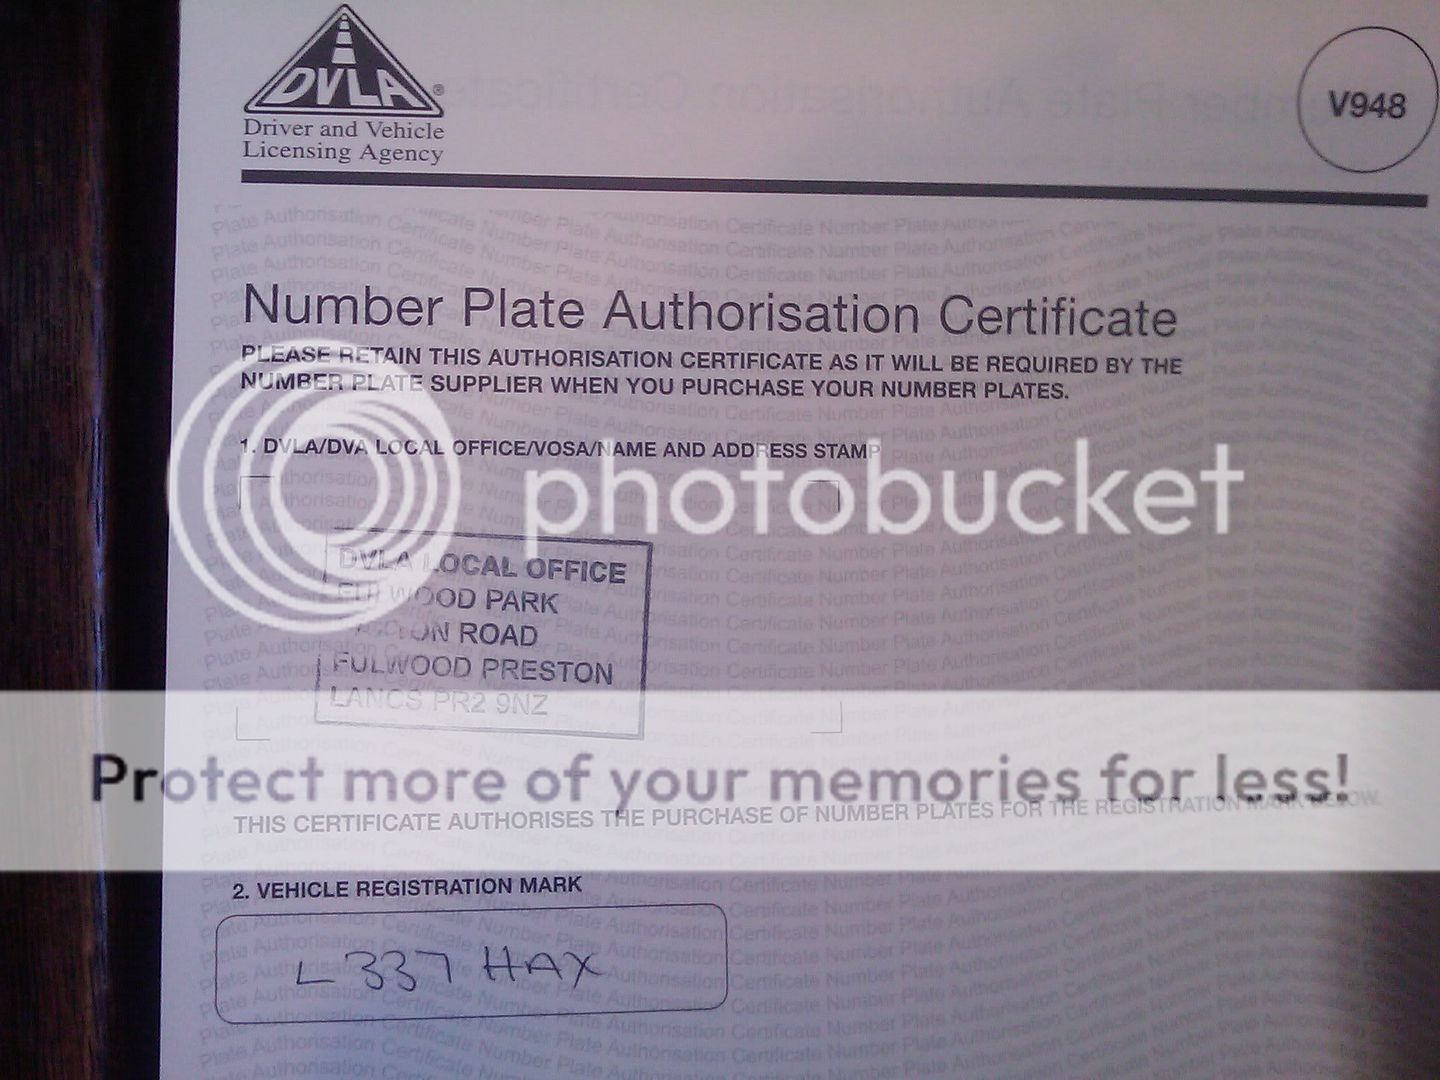 DVLA®
Driver and Vehicle
Licensing Agency
V948
Number Plate Authorisation Certificate
PLEASE RETAIN THIS AUTHORISATION CERTIFICATE AS IT WILL BE REQUIRED BY THE
NUMBER PLATE SUPPLIER WHEN YOU PURCHASE YOUR NUMBER PLATES.
1. DVLA/DVA LOCAL OFFICE/VOSA/NAME AND ADDRESS STAMP
photobucket
DVLA LOCAL OFFICE
FULWOOD PARK
ROAD
FULWOOD PRESTON
LANCS PR2 9NZ
Protect more of your memories for less!
THIS CERTIFICATE AUTHORISES THE PURCHASE OF NUMBER PLATES FOR THE REGISTRATION MARK BELOW.
2. VEHICLE REGISTRATION MARK
L337 HAX